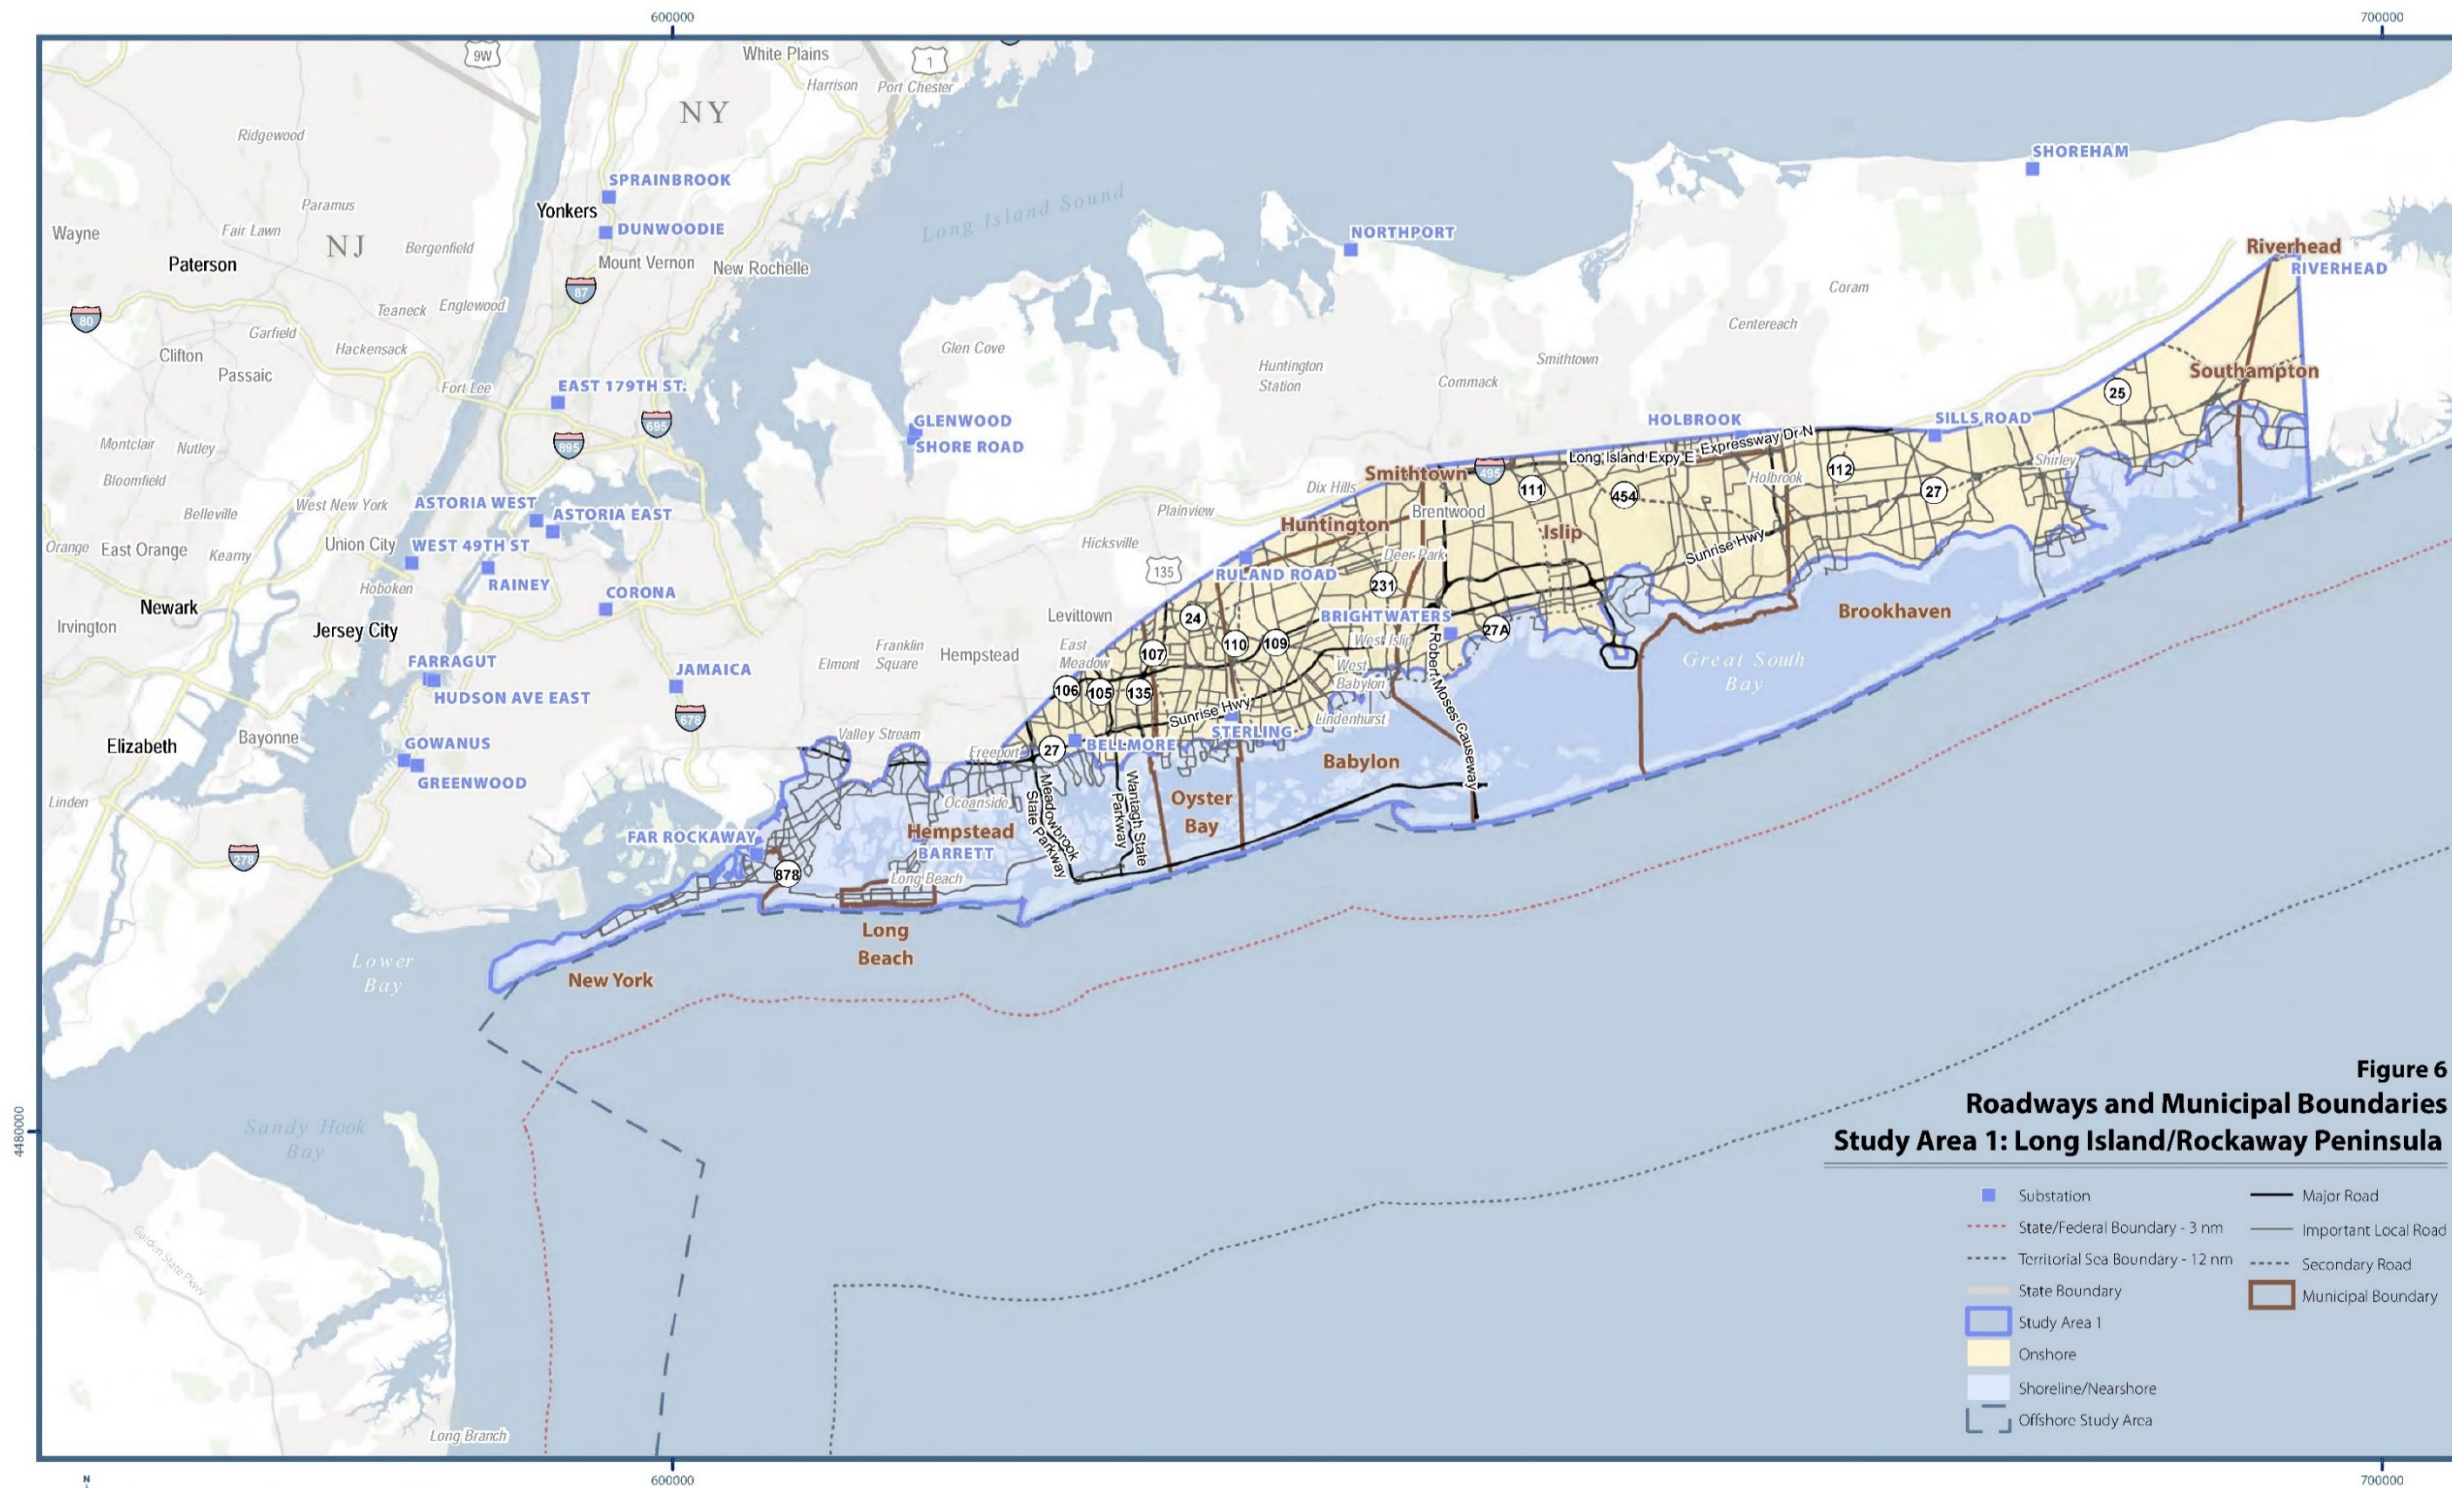 600000
700000
9W
White Plains
1
Harrison
Port Chester
NY
Ridgewood
SHOREHAM
SPRAINBROOK
Paramus
Yonkers
Long Island Sound
Wayne
Fair Lawn
NJ
Bergenfield
DUNWOODIE
NORTHPORT
Riverhead
Paterson
Mount Vernon
New Rochelle
RIVERHEAD
87
Coram
80
Teaneck
Englewood
Garfield
Centereach
Clifton
Hackensack
Glen Cove
Huntington
Station
Smithtown
Passaic
Fort Lee
EAST 179TH ST.
Commack
Southampton
25
695
GLENWOOD
HOLBROOK
SILLS ROAD
Montclair
Nutley
895
SHORE ROAD
Expressway Dr N
Long Island Expy E
Bloomfield
Smithtown
495
112
Shirley
Holbrook
Dix Hills
111
454
27
West New York
ASTORIA WEST
Belleville
ASTORIA EAST
Plainview
Brentwood
Huntington
Islip
Orange
East Orange
Kearny
Union City
WEST 49TH ST
Hicksville
Deer Park
Sunrise Hwy
135
RULAND ROAD
Hoboken
RAINEY
CORONA
231
Newark
Levittown
24
BRIGHTWATERS
Brookhaven
Irvington
Jersey City
27A
Franklin
Square
East
Meadow
107
110
109
West Islip
Elmont
Hempstead
FARRAGUT
JAMAICA
West
Babylon
Great South
Bay
106
105
135
HUDSON AVE EAST
Robert Moses Causeway
678
Sunrise Hwy
Lindenhurst
Elizabeth
Bayonne
GOWANUS
Valley Stream
Freeport
27
BELLMORE
STERLING
Babylon
GREENWOOD
Linden
Oceanside
Meadowbrook
State Parkway
Wantagh State
Parkway
Oyster
Bay
FAR ROCKAWAY
Hempstead
BARRETT
278
878
Long Beach
Long
Beach
Lower
Bay
New York
4480000
Sandy Hook
Bay
Garden State Pkwy
Long Branch
Figure 6
Roadways and Municipal Boundaries
Study Area 1: Long Island/Rockaway Peninsula
Substation
Major Road
State/Federal Boundary - 3 nm
Important Local Road
Territorial Sea Boundary - 12 nm
Secondary Road
State Boundary
Municipal Boundary
Study Area 1
Onshore
Shoreline/Nearshore
Offshore Study Area
N
600000
700000